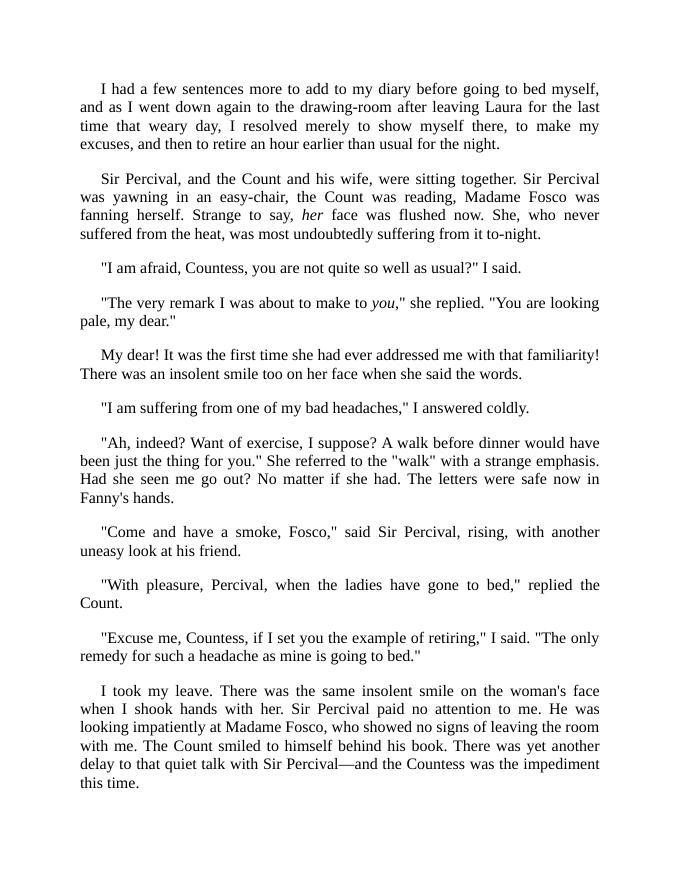 I had a few sentences more to add to my diary before going to bed myself,
and as I went down again to the drawing-room after leaving Laura for the last
time that weary day, I resolved merely to show myself there, to make my
excuses, and then to retire an hour earlier than usual for the night.
Sir Percival, and the Count and his wife, were sitting together. Sir Percival
was yawning in an easy-chair, the Count was reading, Madame Fosco was
fanning herself. Strange to say, her face was flushed now. She, who never
suffered from the heat, was most undoubtedly suffering from it to-night.
"I am afraid, Countess, you are not quite so well as usual?" I said.
"The very remark I was about to make to you," she replied. "You are looking
pale, my dear."
My dear! It was the first time she had ever addressed me with that familiarity!
There was an insolent smile too on her face when she said the words.
"I am suffering from one of my bad headaches," I answered coldly.
"Ah, indeed? Want of exercise, I suppose? A walk before dinner would have
been just the thing for you." She referred to the "walk" with a strange emphasis.
Had she seen me go out? No matter if she had. The letters were safe now in
Fanny's hands.
"Come and have a smoke, Fosco," said Sir Percival, rising, with another
uneasy look at his friend.
"With pleasure, Percival, when the ladies have gone to bed," replied the
Count.
"Excuse me, Countess, if I set you the example of retiring," I said. "The only
remedy for such a headache as mine is going to bed."
I took my leave. There was the same insolent smile on the woman's face
when I shook hands with her. Sir Percival paid no attention to me. He was
looking impatiently at Madame Fosco, who showed no signs of leaving the room
with me. The Count smiled to himself behind his book. There was yet another
delay to that quiet talk with Sir Percival—and the Countess was the impediment
this time.